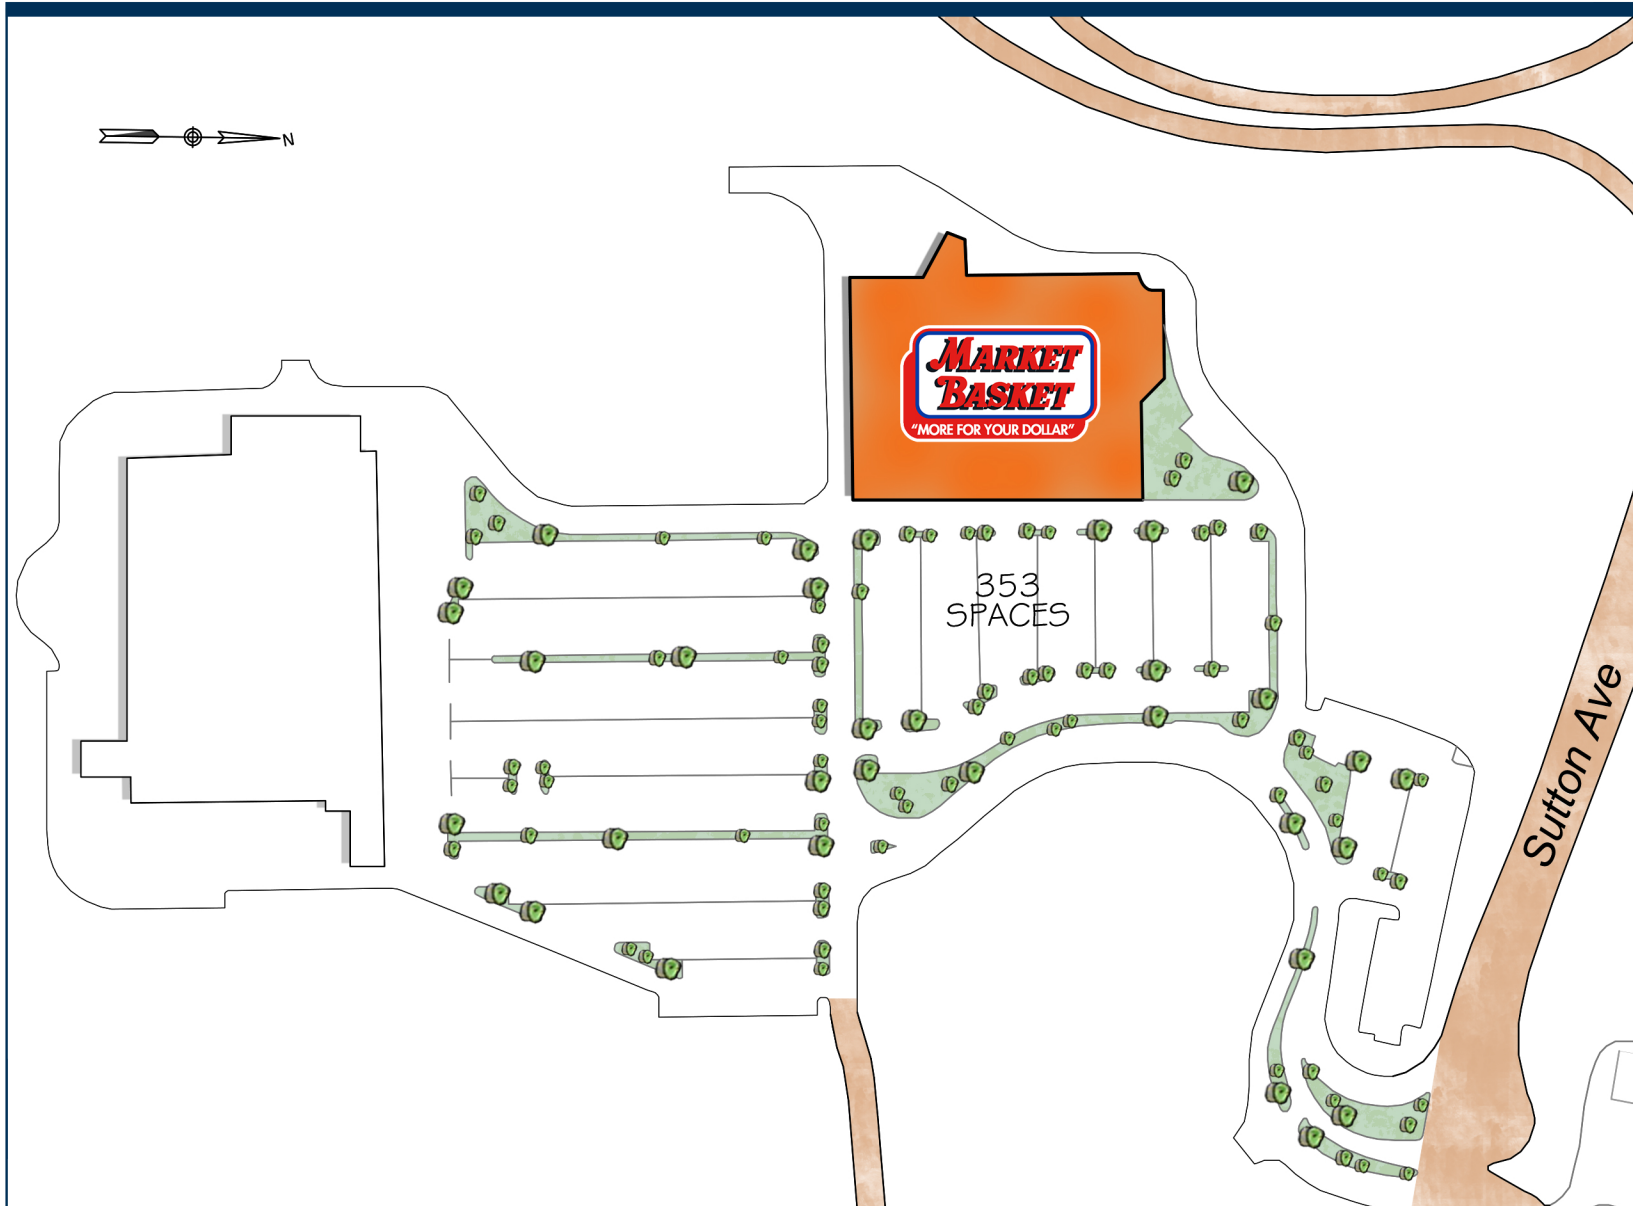 N
MARKET
BASKET
"MORE FOR YOUR DOLLAR"
353
SPACES
Sutton Ave